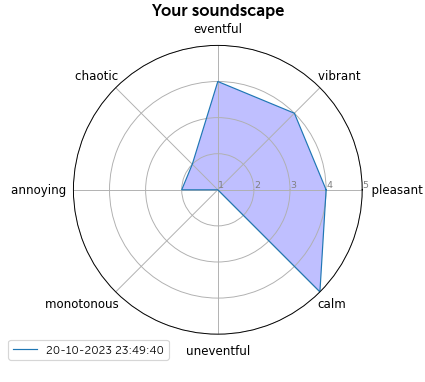 Your soundscape
eventful
chaotic
vibrant
annoying
1
2
3
4
5
pleasant
monotonous
calm
uneventful
20-10-2023 23:49:40